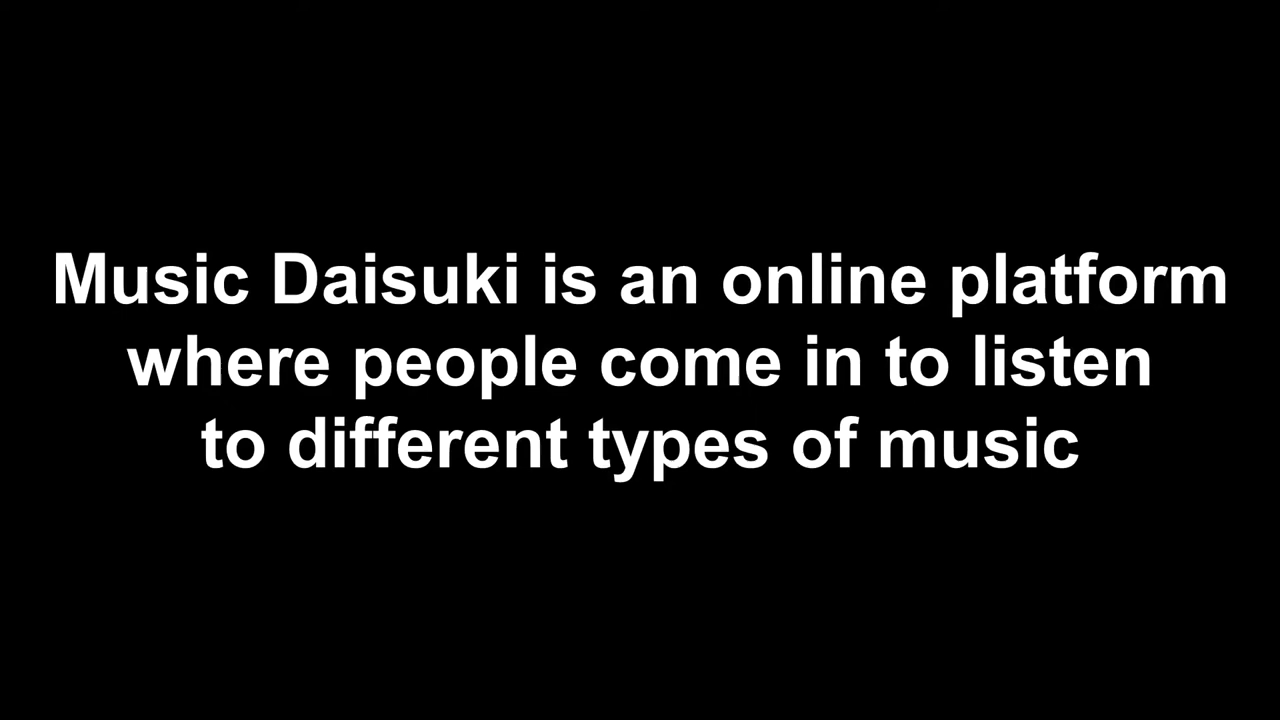 Music Daisuki is an online platform
where people come in to listen
to different types of music